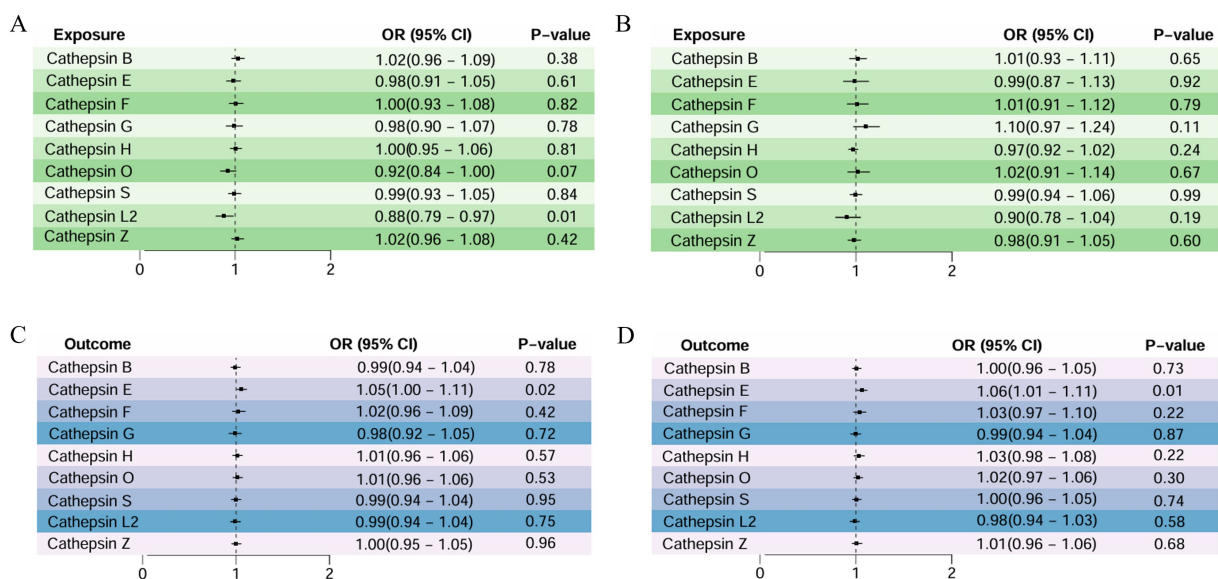 A
Exposure OR (95% CI) P−value
Cathepsin B 1.02(0.96 − 1.09) 0.38
Cathepsin E 0.98(0.91 − 1.05) 0.61
Cathepsin F 1.00(0.93 − 1.08) 0.82
Cathepsin G 0.98(0.90 − 1.07) 0.78
Cathepsin H 1.00(0.95 − 1.06) 0.81
Cathepsin O 0.92(0.84 − 1.00) 0.07
Cathepsin S 0.99(0.93 − 1.05) 0.84
Cathepsin L2 0.88(0.79 − 0.97) 0.01
Cathepsin Z 1.02(0.96 − 1.08) 0.42
0 1 2
B
Exposure OR (95% CI) P−value
Cathepsin B 1.01(0.93 − 1.11) 0.65
Cathepsin E 0.99(0.87 − 1.13) 0.92
Cathepsin F 1.01(0.91 − 1.12) 0.79
Cathepsin G 1.10(0.97 − 1.24) 0.11
Cathepsin H 0.97(0.92 − 1.02) 0.24
Cathepsin O 1.02(0.91 − 1.14) 0.67
Cathepsin S 0.99(0.94 − 1.06) 0.99
Cathepsin L2 0.90(0.78 − 1.04) 0.19
Cathepsin Z 0.98(0.91 − 1.05) 0.60
0 1 2
C
Outcome OR (95% CI) P−value
Cathepsin B 0.99(0.94 − 1.04) 0.78
Cathepsin E 1.05(1.00 − 1.11) 0.02
Cathepsin F 1.02(0.96 − 1.09) 0.42
Cathepsin G 0.98(0.92 − 1.05) 0.72
Cathepsin H 1.01(0.96 − 1.06) 0.57
Cathepsin O 1.01(0.96 − 1.06) 0.53
Cathepsin S 0.99(0.94 − 1.04) 0.95
Cathepsin L2 0.99(0.94 − 1.04) 0.75
Cathepsin Z 1.00(0.95 − 1.05) 0.96
0 1 2
D
Outcome OR (95% CI) P−value
Cathepsin B 1.00(0.96 − 1.05) 0.73
Cathepsin E 1.06(1.01 − 1.11) 0.01
Cathepsin F 1.03(0.97 − 1.10) 0.22
Cathepsin G 0.99(0.94 − 1.04) 0.87
Cathepsin H 1.03(0.98 − 1.08) 0.22
Cathepsin O 1.02(0.97 − 1.06) 0.30
Cathepsin S 1.00(0.96 − 1.05) 0.74
Cathepsin L2 0.98(0.94 − 1.03) 0.58
Cathepsin Z 1.01(0.96 − 1.06) 0.68
0 1 2